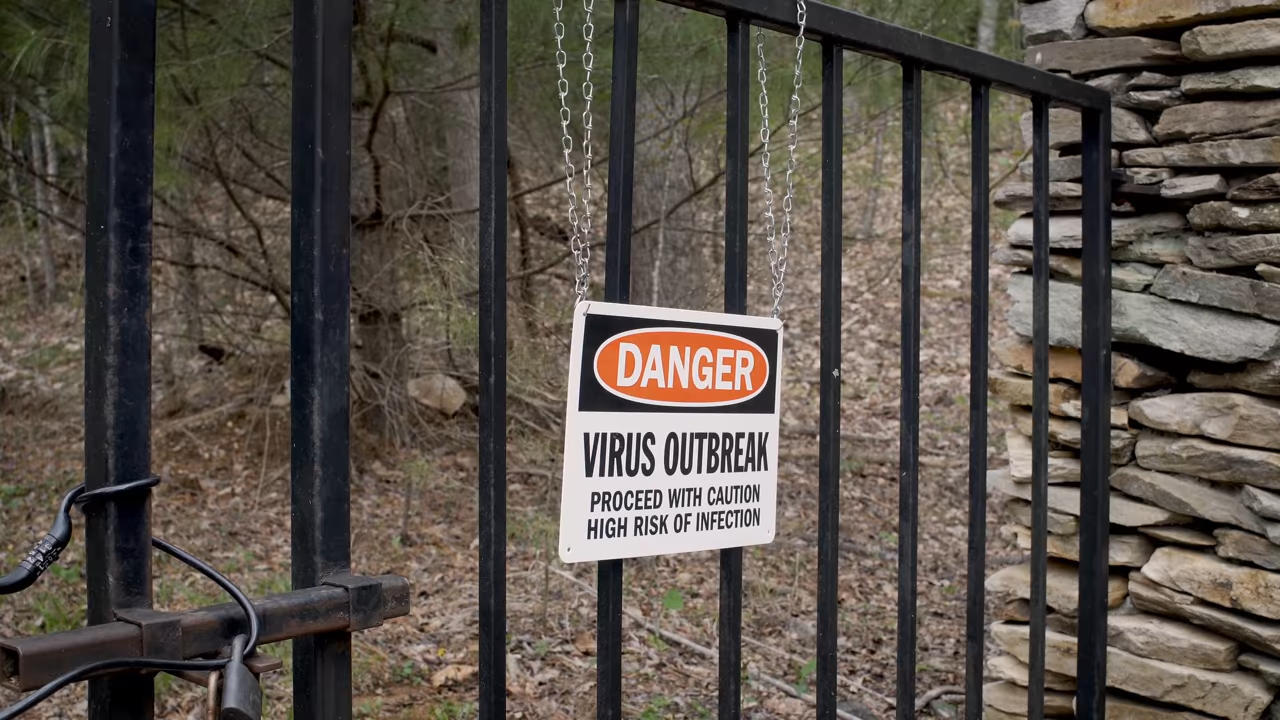 DANGER
VIRUS OUTBREAK
PROCEED WITH CAUTION
HIGH RISK OF INFECTION